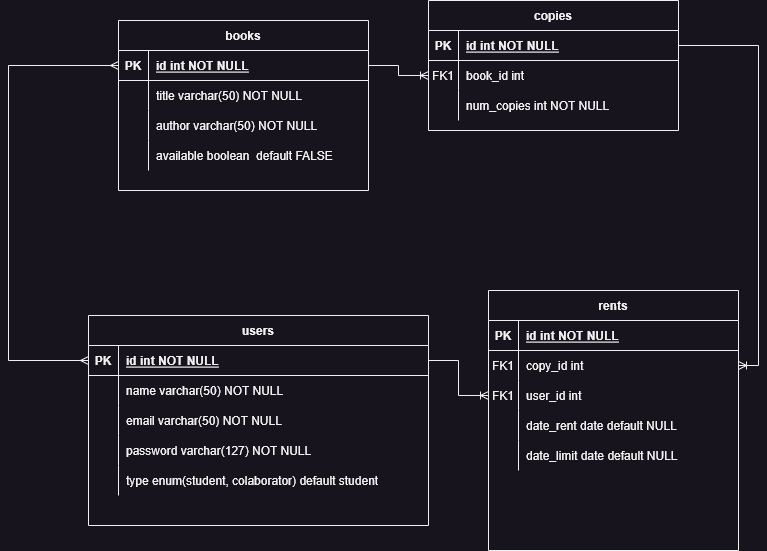 books
PK id int NOT NULL
title varchar(50) NOT NULL
author varchar(50) NOT NULL
available boolean default FALSE
copies
PK id int NOT NULL
FK1 book_id int
num_copies int NOT NULL
users
PK id int NOT NULL
name varchar(50) NOT NULL
email varchar(50) NOT NULL
password varchar(127) NOT NULL
type enum(student, colaborator) default student
rents
PK id int NOT NULL
FK1 copy_id int
FK1 user_id int
date_rent date default NULL
date_limit date default NULL